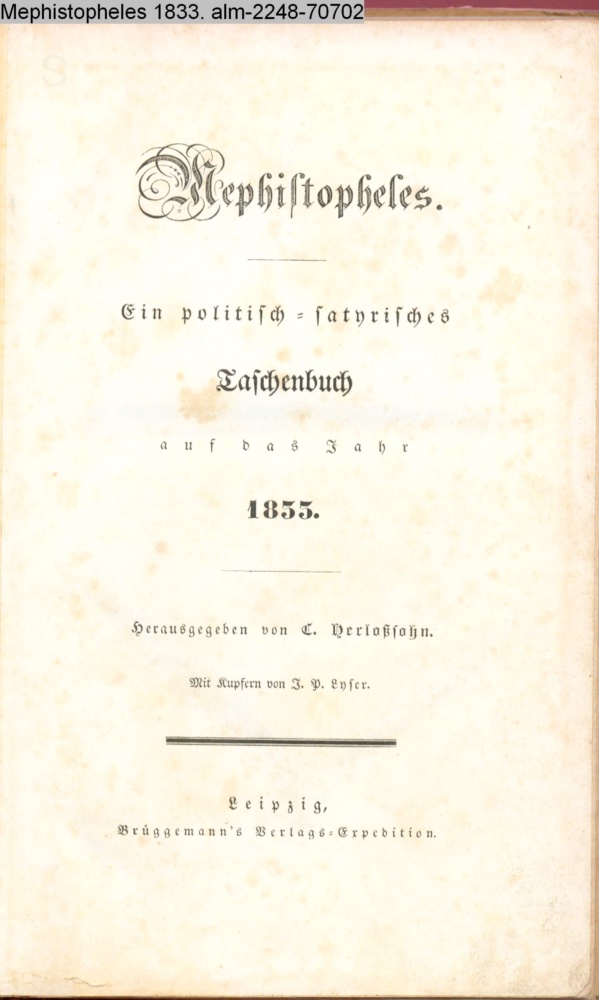 Mephistopheles 1833. alm-2248-70702
Mephistopheles.
Ein politisch-satyrisches
Taschenbuch
auf das Jahr
1833.
Herausgegeben von C. Herloßsohn.
Mit Kupfern von J. P. Lyser.
Leipzig,
Brüggemann's Verlags-Expedition.